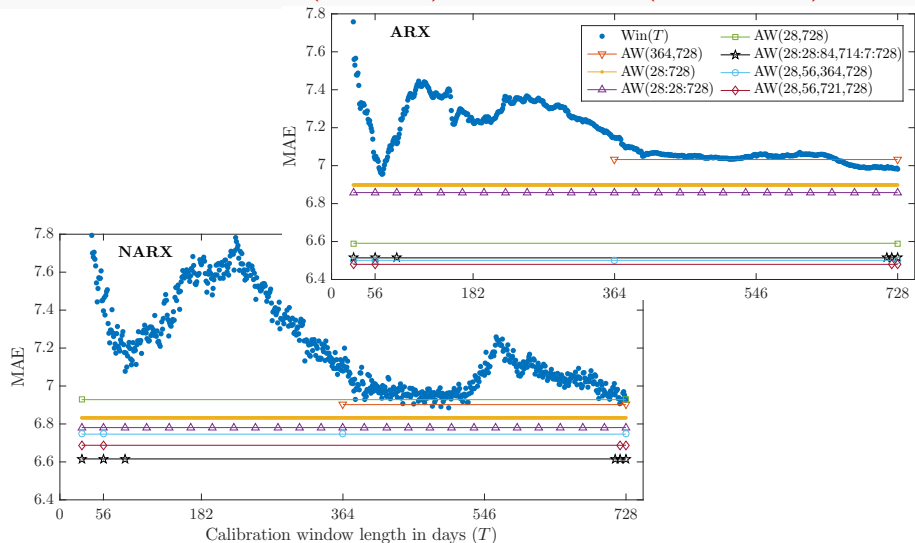 7.8
ARX
Win(T)
AW(364,728)
AW(28:728)
AW(28:28:728)
AW(28,728)
AW(28:28:84,714:7:728)
AW(28,56,364,728)
AW(28,56,721,728)
7.6
7.4
7.2
7
6.8
6.6
6.4
MAE
0
56
182
364
546
728
NARX
7.8
7.6
7.4
7.2
7
6.8
6.6
6.4
MAE
0
56
182
364
546
728
Calibration window length in days (T)